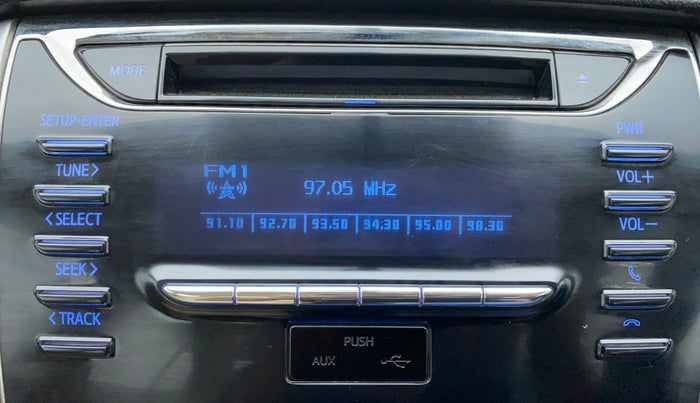 MODE
SETUP•ENTER
TUNE>
<SELECT
SEEK>
<TRACK
FM1
97.05 MHz
91.10 92.70 93.50 94.30 95.00 98.30
PWR
VOL+
VOL−
PUSH
AUX